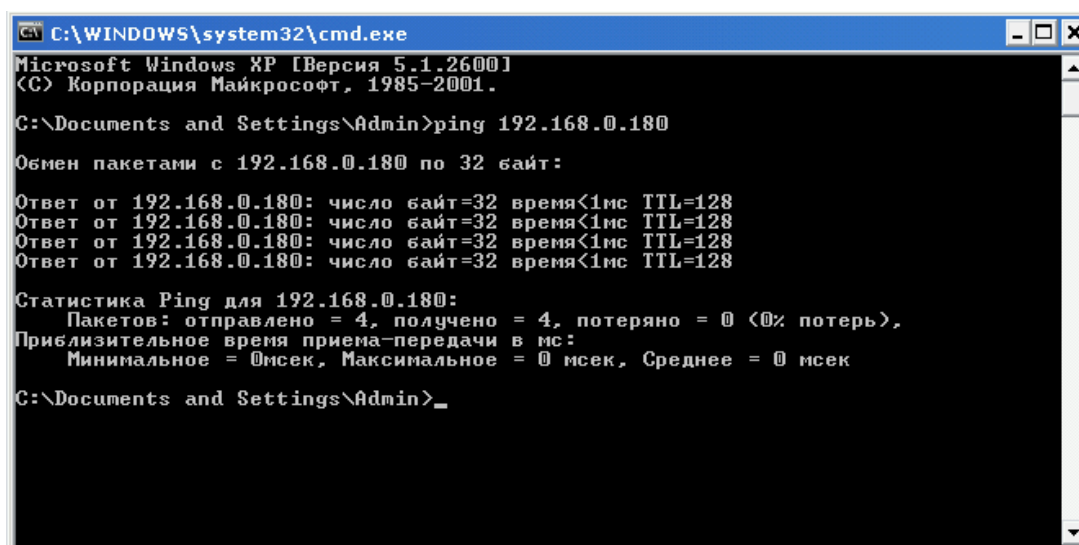 C:\WINDOWS\system32\cmd.exe
Microsoft Windows XP [Версия 5.1.2600]
(С) Корпорация Майкрософт, 1985-2001.
C:\Documents and Settings\Admin>ping 192.168.0.180
Обмен пакетами с 192.168.0.180 по 32 байт:
Ответ от 192.168.0.180: число байт=32 время<1мс TTL=128
Ответ от 192.168.0.180: число байт=32 время<1мс TTL=128
Ответ от 192.168.0.180: число байт=32 время<1мс TTL=128
Ответ от 192.168.0.180: число байт=32 время<1мс TTL=128
Статистика Ping для 192.168.0.180:
Пакетов: отправлено = 4, получено = 4, потеряно = 0 (0% потерь),
Приблизительное время приема-передачи в мс:
Минимальное = 0мсек, Максимальное = 0 мсек, Среднее = 0 мсек
C:\Documents and Settings\Admin>_